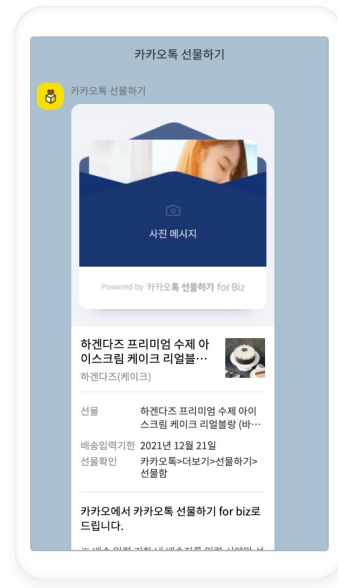 카카오톡 선물하기
카카오톡 선물하기
사진 메시지
Powered by 카카오톡 선물하기 for Biz
하겐다즈 프리미엄 수제 아
이스크림 케이크 리얼블…
하겐다즈(케이크)
선물 하겐다즈 프리미엄 수제 아이
스크림 케이크 리얼블랑 (바…
배송입력기한 2021년 12월 21일
선물확인 카카오톡>더보기>선물하기>
선물함
카카오에서 카카오톡 선물하기 for biz로
드립니다.